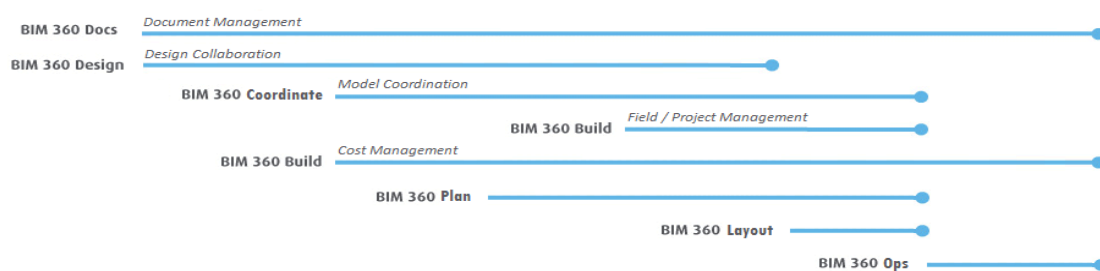 Document Management
BIM 360 Docs
Design Collaboration
BIM 360 Design
Model Coordination
BIM 360 Coordinate
Field / Project Management
BIM 360 Build
Cost Management
BIM 360 Build
BIM 360 Plan
BIM 360 Layout
BIM 360 Ops